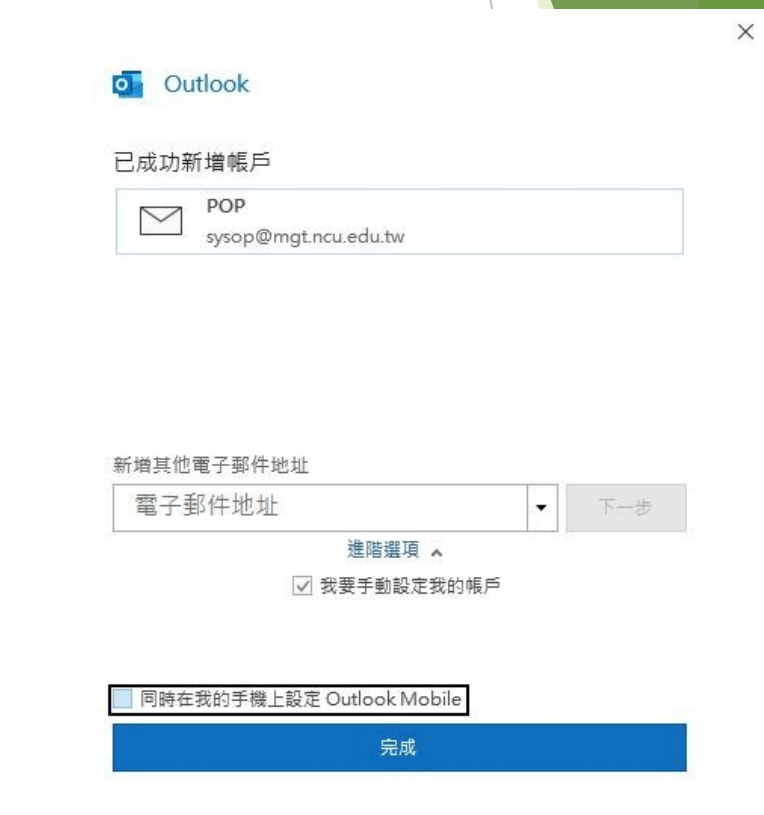 Outlook
已成功新增帳戶
POP
sysop@mgt.ncu.edu.tw
新增其他電子郵件地址
電子郵件地址
下一步
進階選項
我要手動設定我的帳戶
同時在我的手機上設定 Outlook Mobile
完成